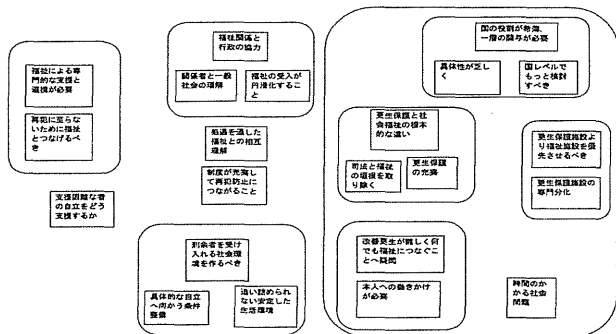 福祉による専
門的な支援と
連携が必要
再犯に至らな
いために福祉
とつなげるべ
き
支援困難な者
の自立をどう
支援するか
福祉関係と
行政の協力
関係者と一般
社会の理解
福祉の受入が
円滑化するこ
と
処遇を通した
福祉との相互
理解
制度が充実し
て再犯防止に
つながること
刑余者を受け
入れる社会環
境を作るべき
具体的な自立
へ向かう条件
整備
追い詰められ
ない安定した
生活環境
国の役割が希薄、
一層の関与が必要
具体性が乏し
く
国レベルで
もっと検討
すべき
更生保護と社
会福祉の根本
的な違い
司法と福祉
の垣根を取
り除く
更生保護
の充実
更生保護施設よ
り福祉施設を優
先させるべき
更生保護施設の
専門分化
改善更生が難しく何
でも福祉につなぐこ
とへ疑問
本人への働きかけ
が必要
時間のか
かる社会
問題